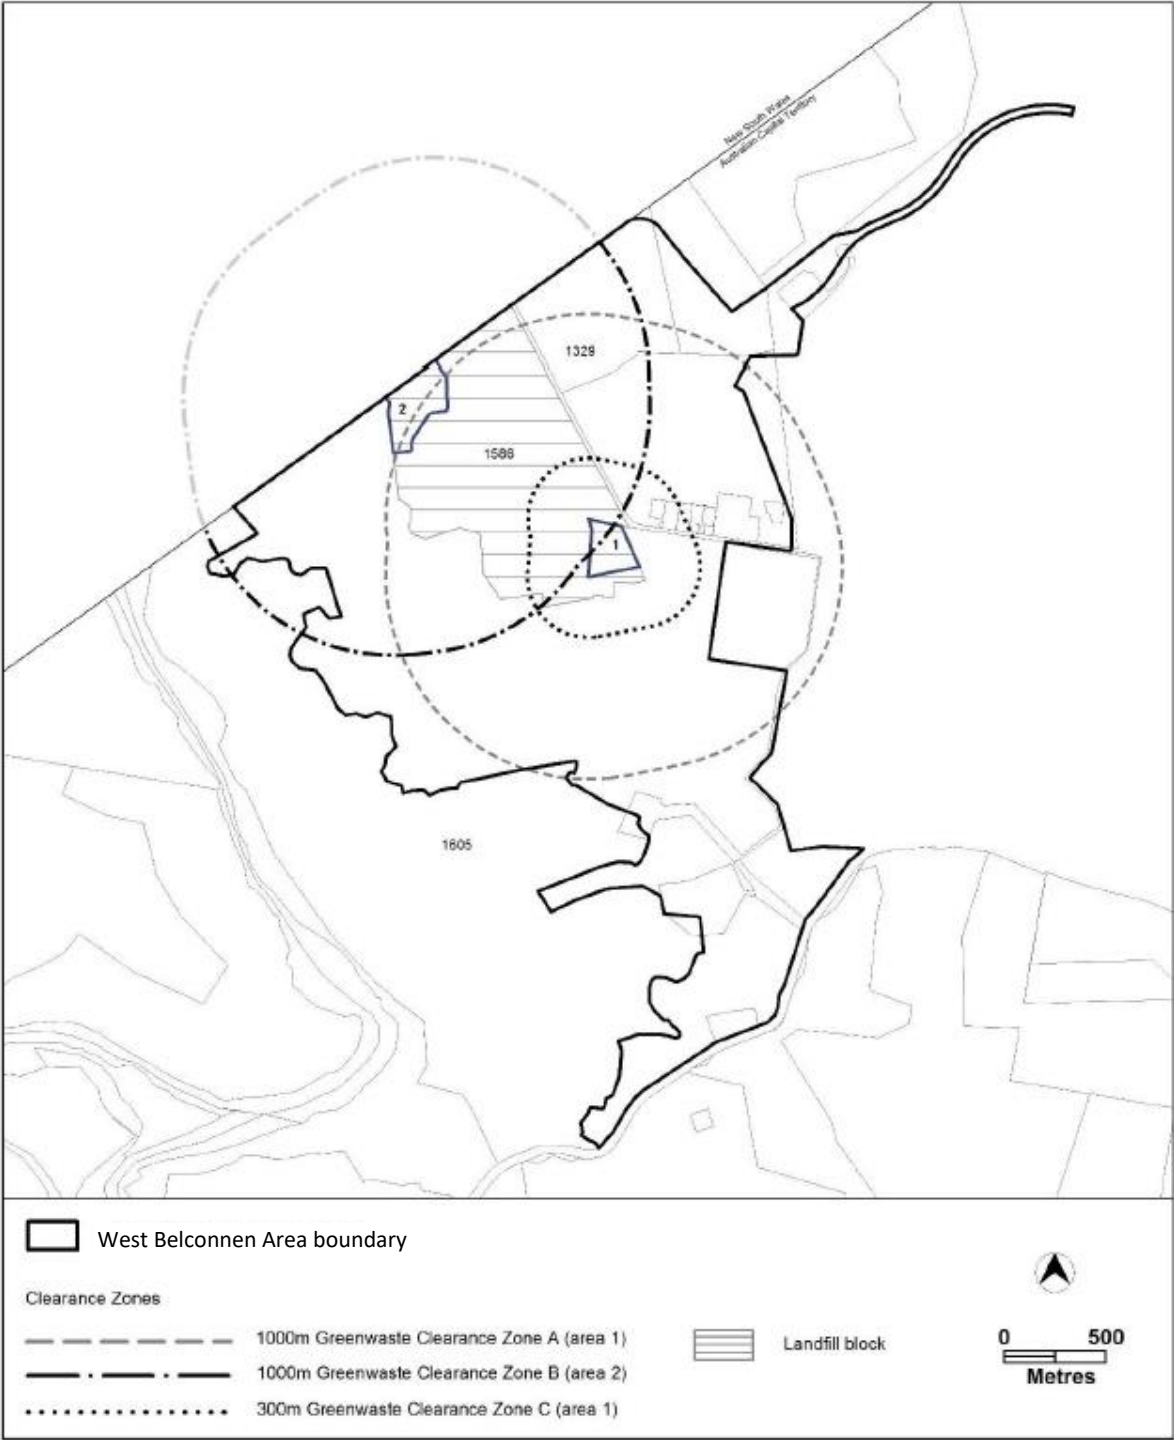 New South Wales
Australian Capital Territory
1329
2
1586
1
1605
West Belconnen Area boundary
Clearance Zones
1000m Greenwaste Clearance Zone A (area 1)
1000m Greenwaste Clearance Zone B (area 2)
300m Greenwaste Clearance Zone C (area 1)
Landfill block
0 500
Metres